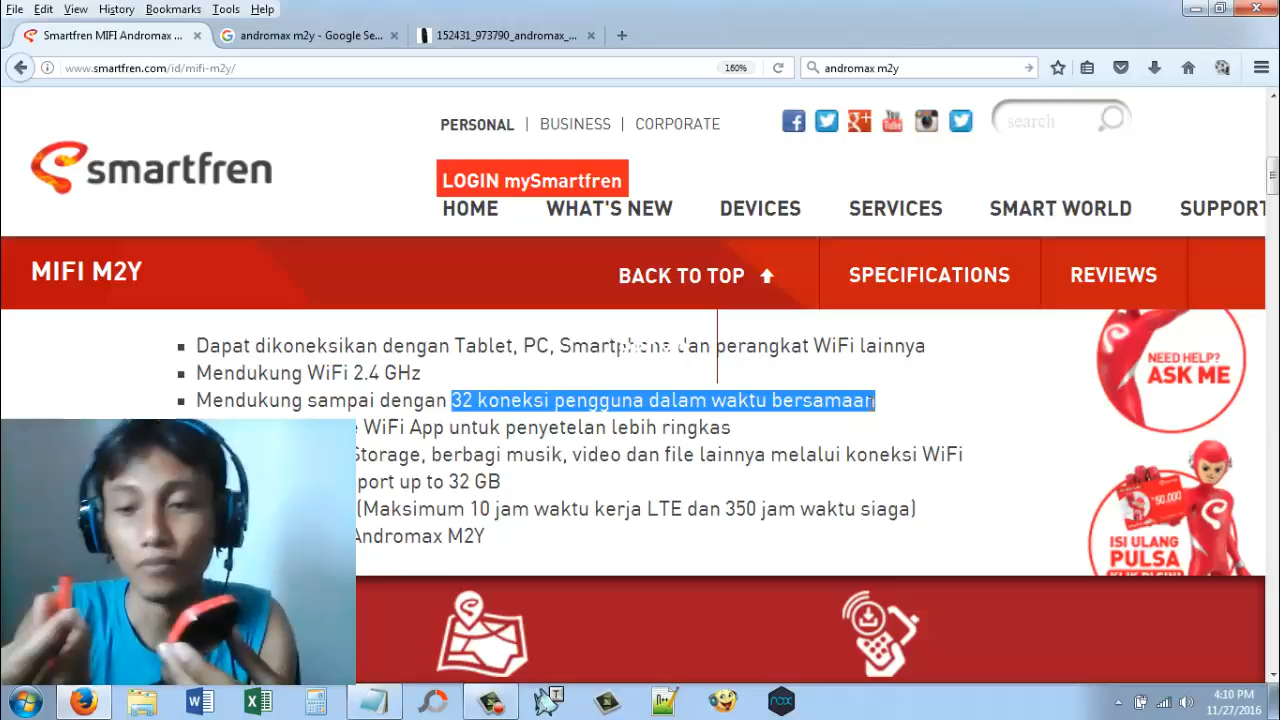 File Edit View History Bookmarks Tools Help
Smartfren MIFI Andromax ...
andromax m2y - Google Se...
152431_973790_andromax_...
www.smartfren.com/id/mifi-m2y/
160%
andromax m2y
PERSONAL | BUSINESS | CORPORATE
search
smartfren
LOGIN mySmartfren
HOME WHAT'S NEW DEVICES SERVICES SMART WORLD SUPPORT
MIFI M2Y
BACK TO TOP
SPECIFICATIONS
REVIEWS
Dapat dikoneksikan dengan Tablet, PC, Smartphone dan perangkat WiFi lainnya
Mendukung WiFi 2.4 GHz
Mendukung sampai dengan 32 koneksi pengguna dalam waktu bersamaan
WiFi App untuk penyetelan lebih ringkas
Storage, berbagi musik, video dan file lainnya melalui koneksi WiFi
port up to 32 GB
(Maksimum 10 jam waktu kerja LTE dan 350 jam waktu siaga)
Andromax M2Y
NEED HELP?
ASK ME
50.000
ISI ULANG
PULSA
KLIK DISINI
nox
4:10 PM
11/27/2016